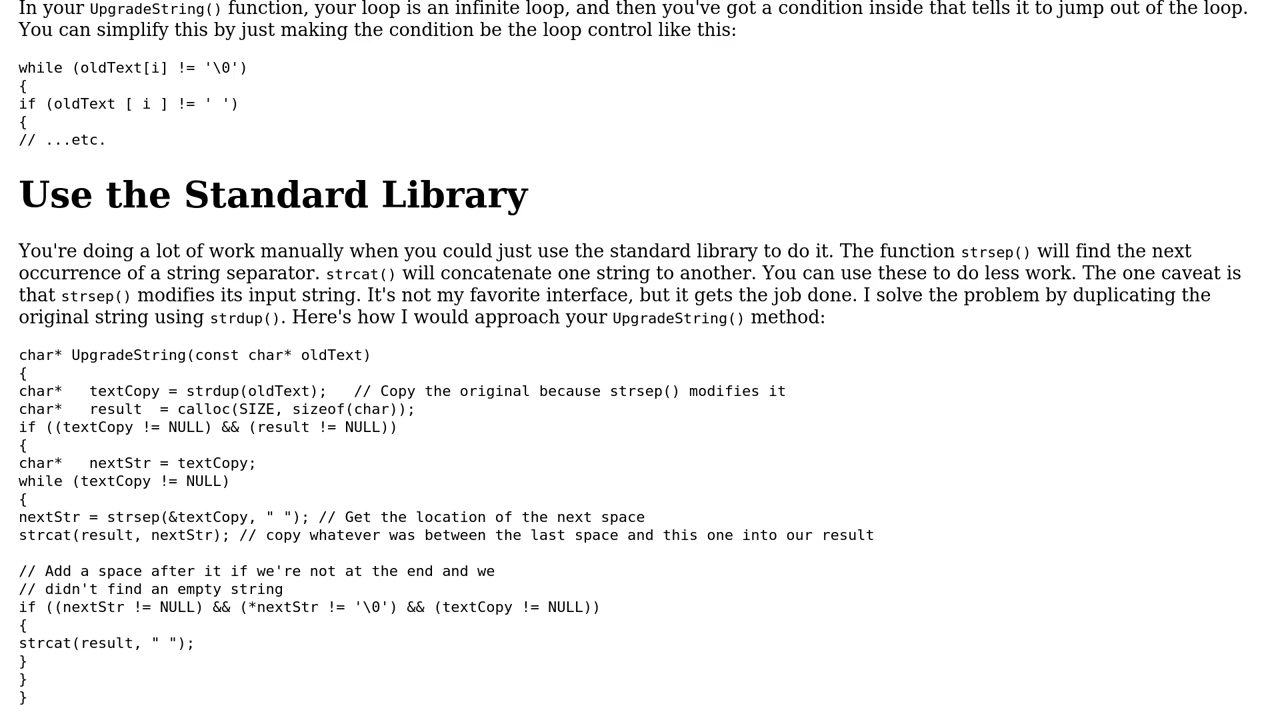 In your UpgradeString() function, your loop is an infinite loop, and then you've got a condition inside that tells it to jump out of the loop.
You can simplify this by just making the condition be the loop control like this:
while (oldText[i] != '\0')
{
if (oldText [ i ] != ' ')
{
// ...etc.
Use the Standard Library
You're doing a lot of work manually when you could just use the standard library to do it. The function strsep() will find the next
occurrence of a string separator. strcat() will concatenate one string to another. You can use these to do less work. The one caveat is
that strsep() modifies its input string. It's not my favorite interface, but it gets the job done. I solve the problem by duplicating the
original string using strdup(). Here's how I would approach your UpgradeString() method:
char* UpgradeString(const char* oldText)
{
char*   textCopy = strdup(oldText);   // Copy the original because strsep() modifies it
char*   result  = calloc(SIZE, sizeof(char));
if ((textCopy != NULL) && (result != NULL))
{
char*   nextStr = textCopy;
while (textCopy != NULL)
{
nextStr = strsep(&textCopy, " "); // Get the location of the next space
strcat(result, nextStr); // copy whatever was between the last space and this one into our result
// Add a space after it if we're not at the end and we
// didn't find an empty string
if ((nextStr != NULL) && (*nextStr != '\0') && (textCopy != NULL))
{
strcat(result, " ");
}
}
}